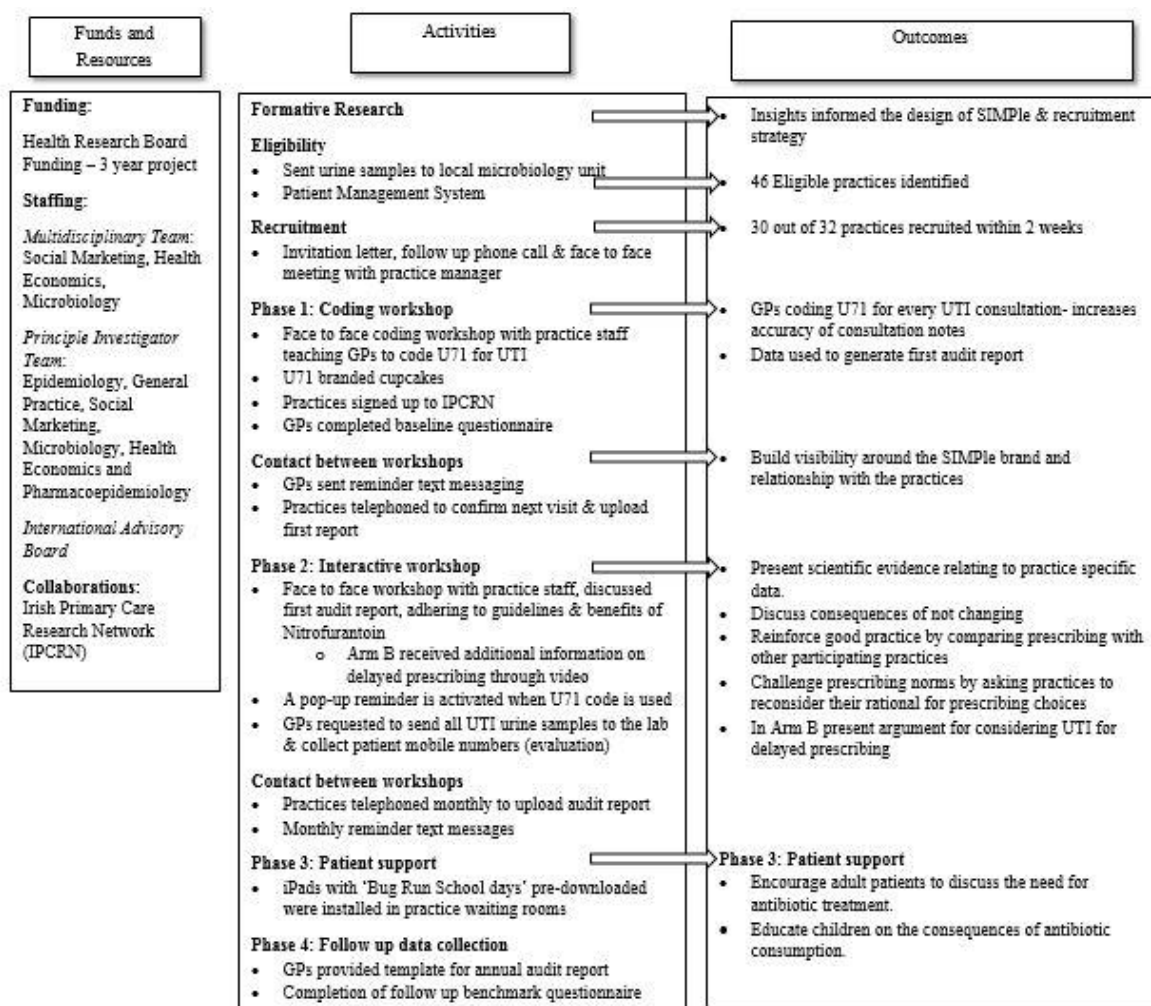 Funds and
Resources
Activities
Outcomes
Funding:
Health Research Board
Funding – 3 year project
Staffing:
Multidisciplinary Team:
Social Marketing, Health
Economics,
Microbiology
Principle Investigator
Team:
Epidemiology, General
Practice, Social
Marketing,
Microbiology, Health
Economics and
Pharmacoepidemiology
International Advisory
Board
Collaborations:
Irish Primary Care
Research Network
(IPCRN)
Formative Research
Eligibility
• Sent urine samples to local microbiology unit
• Patient Management System
Recruitment
• Invitation letter, follow up phone call & face to face
meeting with practice manager
Phase 1: Coding workshop
• Face to face coding workshop with practice staff
teaching GPs to code U71 for UTI
• U71 branded cupcakes
• Practices signed up to IPCRN
• GPs completed baseline questionnaire
Contact between workshops
• GPs sent reminder text messaging
• Practices telephoned to confirm next visit & upload
first report
Phase 2: Interactive workshop
• Face to face workshop with practice staff, discussed
first audit report, adhering to guidelines & benefits of
Nitrofurantoin
o Arm B received additional information on
delayed prescribing through video
• A pop-up reminder is activated when U71 code is used
• GPs requested to send all UTI urine samples to the lab
& collect patient mobile numbers (evaluation)
Contact between workshops
• Practices telephoned monthly to upload audit report
• Monthly reminder text messages
Phase 3: Patient support
• iPads with ‘Bug Run School days’ pre-downloaded
were installed in practice waiting rooms
Phase 4: Follow up data collection
• GPs provided template for annual audit report
• Completion of follow up benchmark questionnaire
• Insights informed the design of SIMPle & recruitment
strategy
• 46 Eligible practices identified
• 30 out of 32 practices recruited within 2 weeks
• GPs coding U71 for every UTI consultation- increases
accuracy of consultation notes
• Data used to generate first audit report
• Build visibility around the SIMPle brand and
relationship with the practices
• Present scientific evidence relating to practice specific
data.
• Discuss consequences of not changing
• Reinforce good practice by comparing prescribing with
other participating practices
• Challenge prescribing norms by asking practices to
reconsider their rational for prescribing choices
• In Arm B present argument for considering UTI for
delayed prescribing
Phase 3: Patient support
• Encourage adult patients to discuss the need for
antibiotic treatment.
• Educate children on the consequences of antibiotic
consumption.